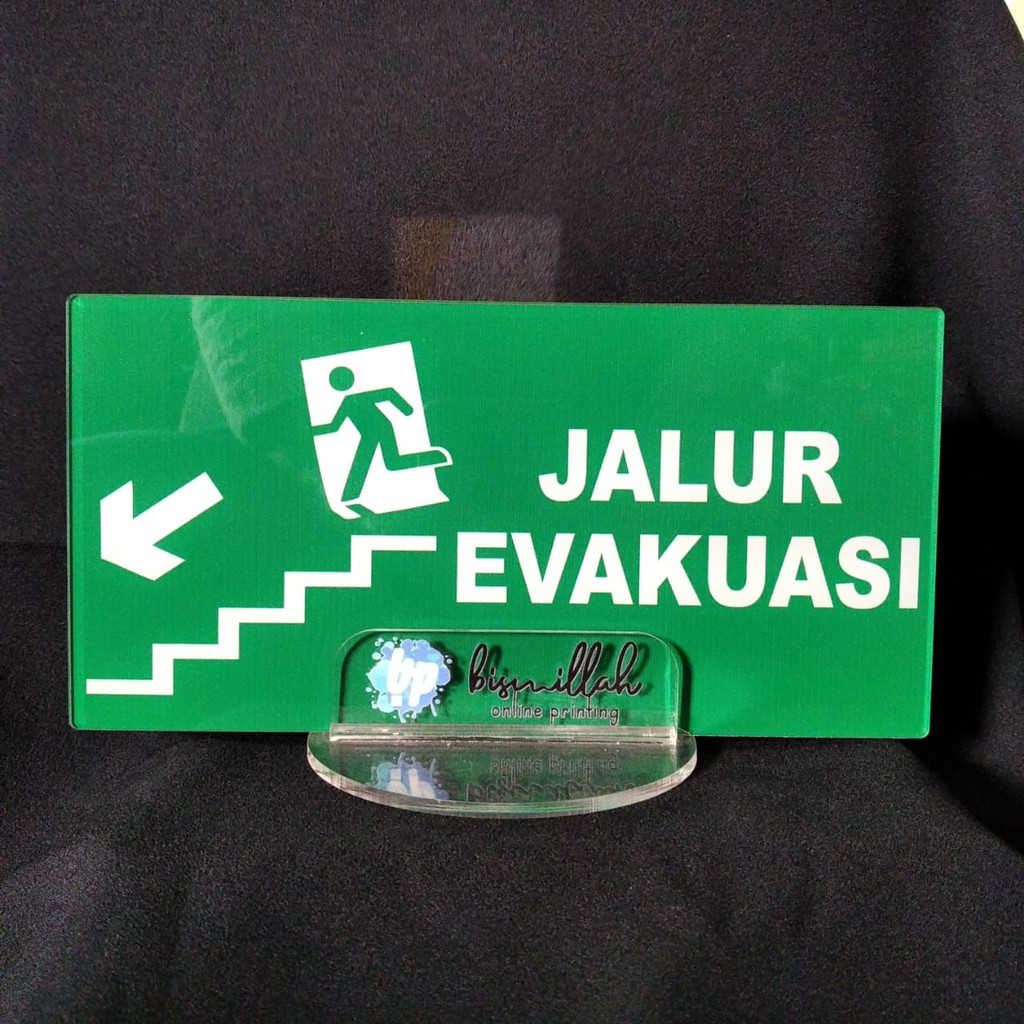 JALUR
EVAKUASI
bp
bismillah
online printing